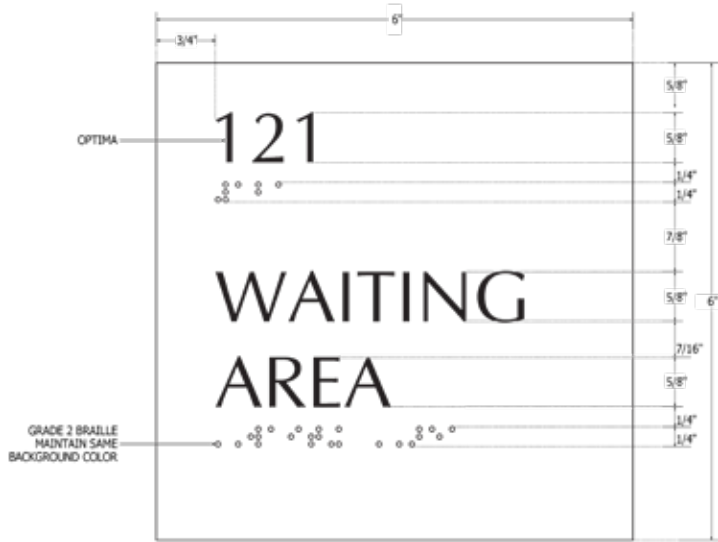 6"
3/4"
5/8"
OPTIMA
121
5/8"
1/4"
1/4"
7/8"
WAITING
5/8"
6"
7/16"
AREA
5/8"
GRADE 2 BRAILLE
MAINTAIN SAME
BACKGROUND COLOR
1/4"
1/4"